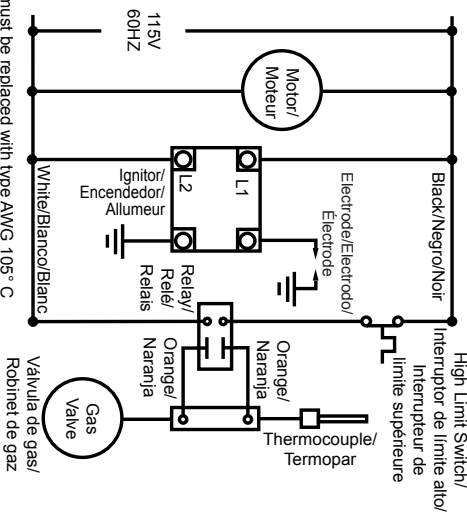 must be replaced with type AWG 105° C
115V
60HZ
Motor/
Moteur
Ignitor/
Encendedor/
Allumeur
L2
L1
White/Blanco/Blanc
Black/Negro/Noir
Electrode/Electrodo/
Électrode
Relay/
Relé/
Relais
High Limit Switch/
Interruptor de límite alto/
Interrupteur de
limite supérieure
Orange/
Naranja
Orange/
Naranja
Gas
Valve
Válvula de gas/
Robinet de gaz
Thermocouple/
Termopar